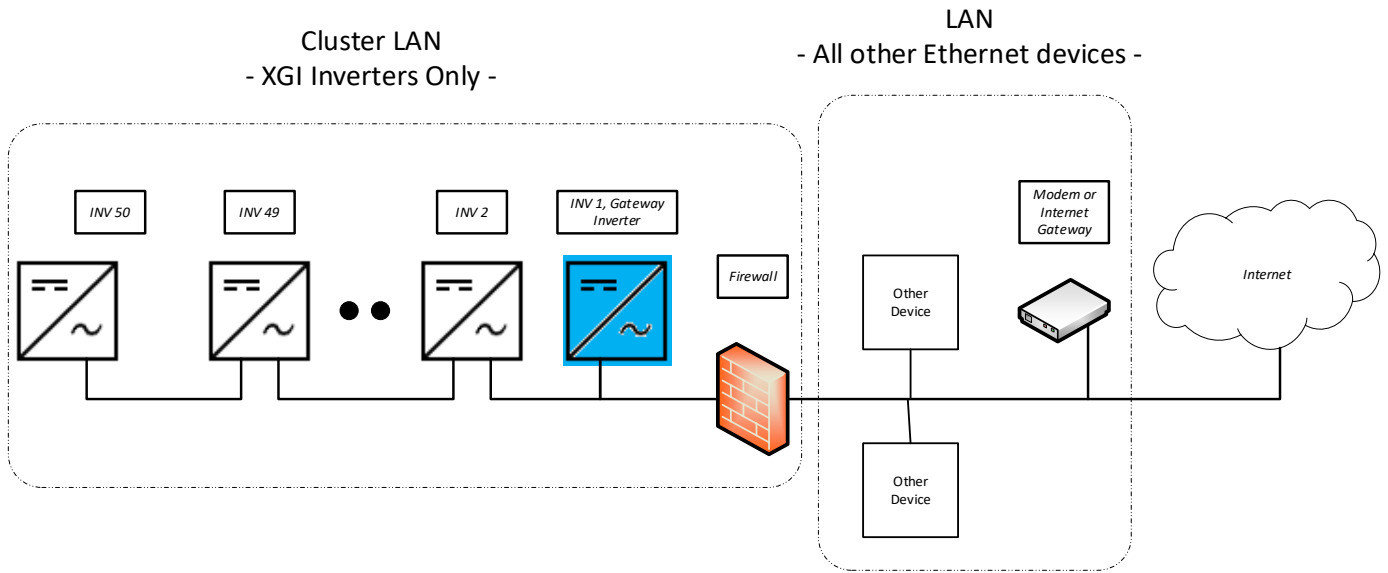 Cluster LAN
- XGI Inverters Only -
LAN
- All other Ethernet devices -
INV 50
INV 49
INV 2
INV 1, Gateway
Inverter
Firewall
Other
Device
Modem or
Internet
Gateway
Internet
Other
Device